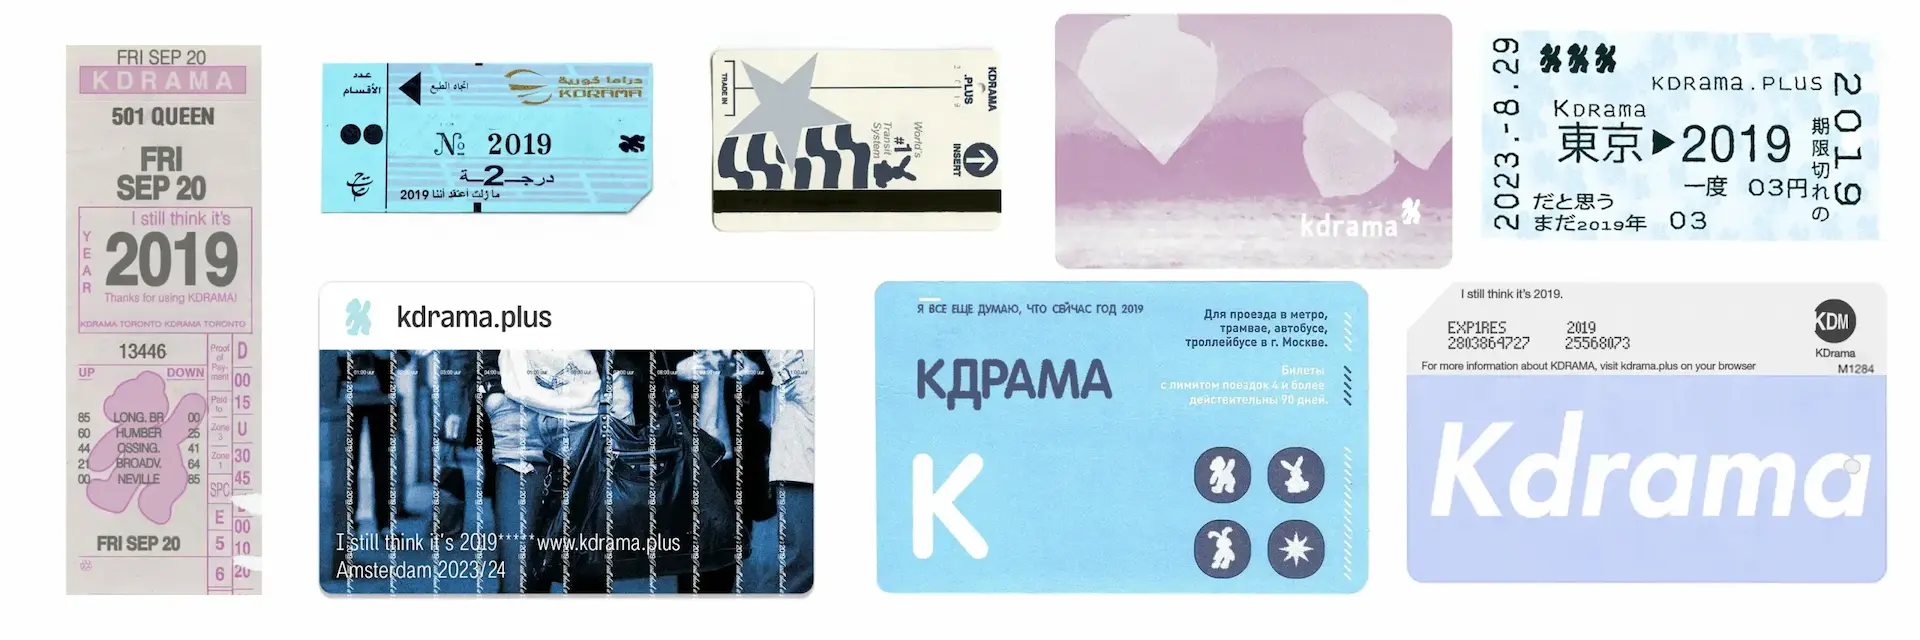 FRI SEP 20
KDRAMA
501 QUEEN
FRI
SEP 20
I still think it's
YEAR
2019
Thanks for using KDRAMA!
KDRAMA TORONTO KDRAMA TORONTO
13446
UP DOWN
85 LONG. BR 00
60 HUMBER 25
44 OSSING. 41
21 BROADV. 64
00 NEVILLE 85
FRI SEP 20
Proof of Pay- ment
Paid to
Zone 3
Zone 1
SPC
E
5
6
D
00
15
U
30
45
00
10
20
عدد
الأقسام
اتجاه الطبع
دراما كورية
KDRAMA
№ 2019
درجـ2ـة
مازلت أعتقد أننا 2019
TRADE IN
World's
#1
Transit
System
KDRAMA
.PLUS
INSERT
kdrama
2023.-8.29
KDRama.PLUS
KDrama
東京▶2019
一度 03円
だと思う
まだ2019年 03
期限切れの
2019
kdrama.plus
I still think it's 2019*****www.kdrama.plus
Amsterdam 2023/24
Я ВСЕ ЕЩЕ ДУМАЮ, ЧТО СЕЙЧАС ГОД 2019
Для проезда в метро,
трамвае, автобусе,
троллейбусе в г. Москве.
КДРАМА
Билеты
с лимитом поездок 4 и более
действительны 90 дней.
K
I still think it's 2019.
EXP1RES 2019
2803864727 25568073
KDM
KDrama
For more information about KDRAMA, visit kdrama.plus on your browser
M1284
Kdrama